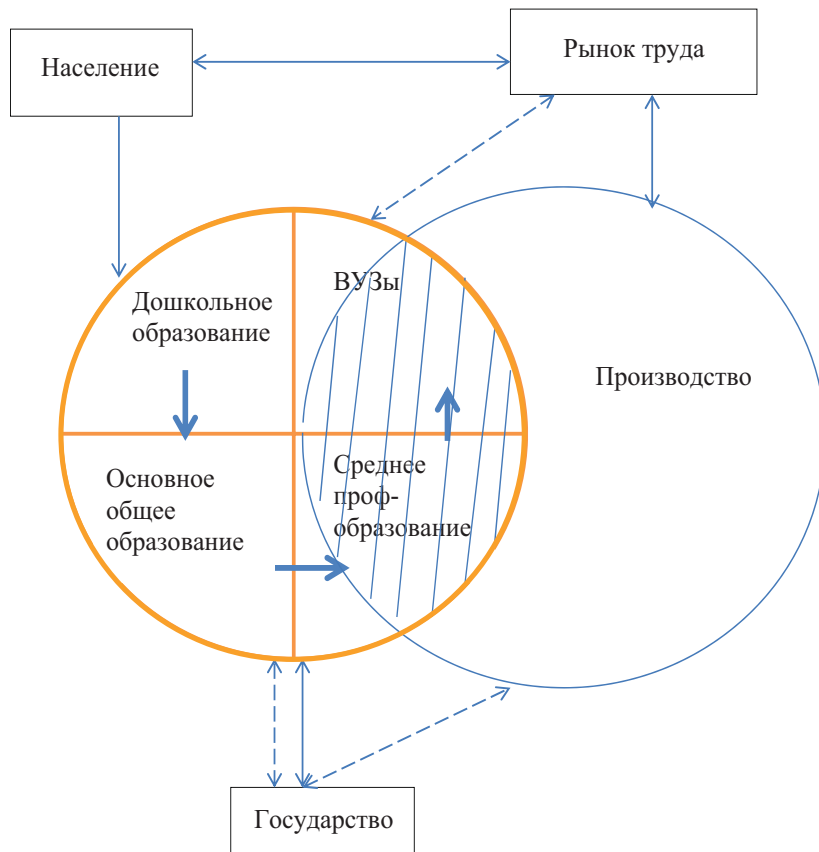 Население
Рынок труда
ВУЗы
Дошкольное
образование
Производство
Основное
общее
образование
Среднее
проф-
образование
Государство